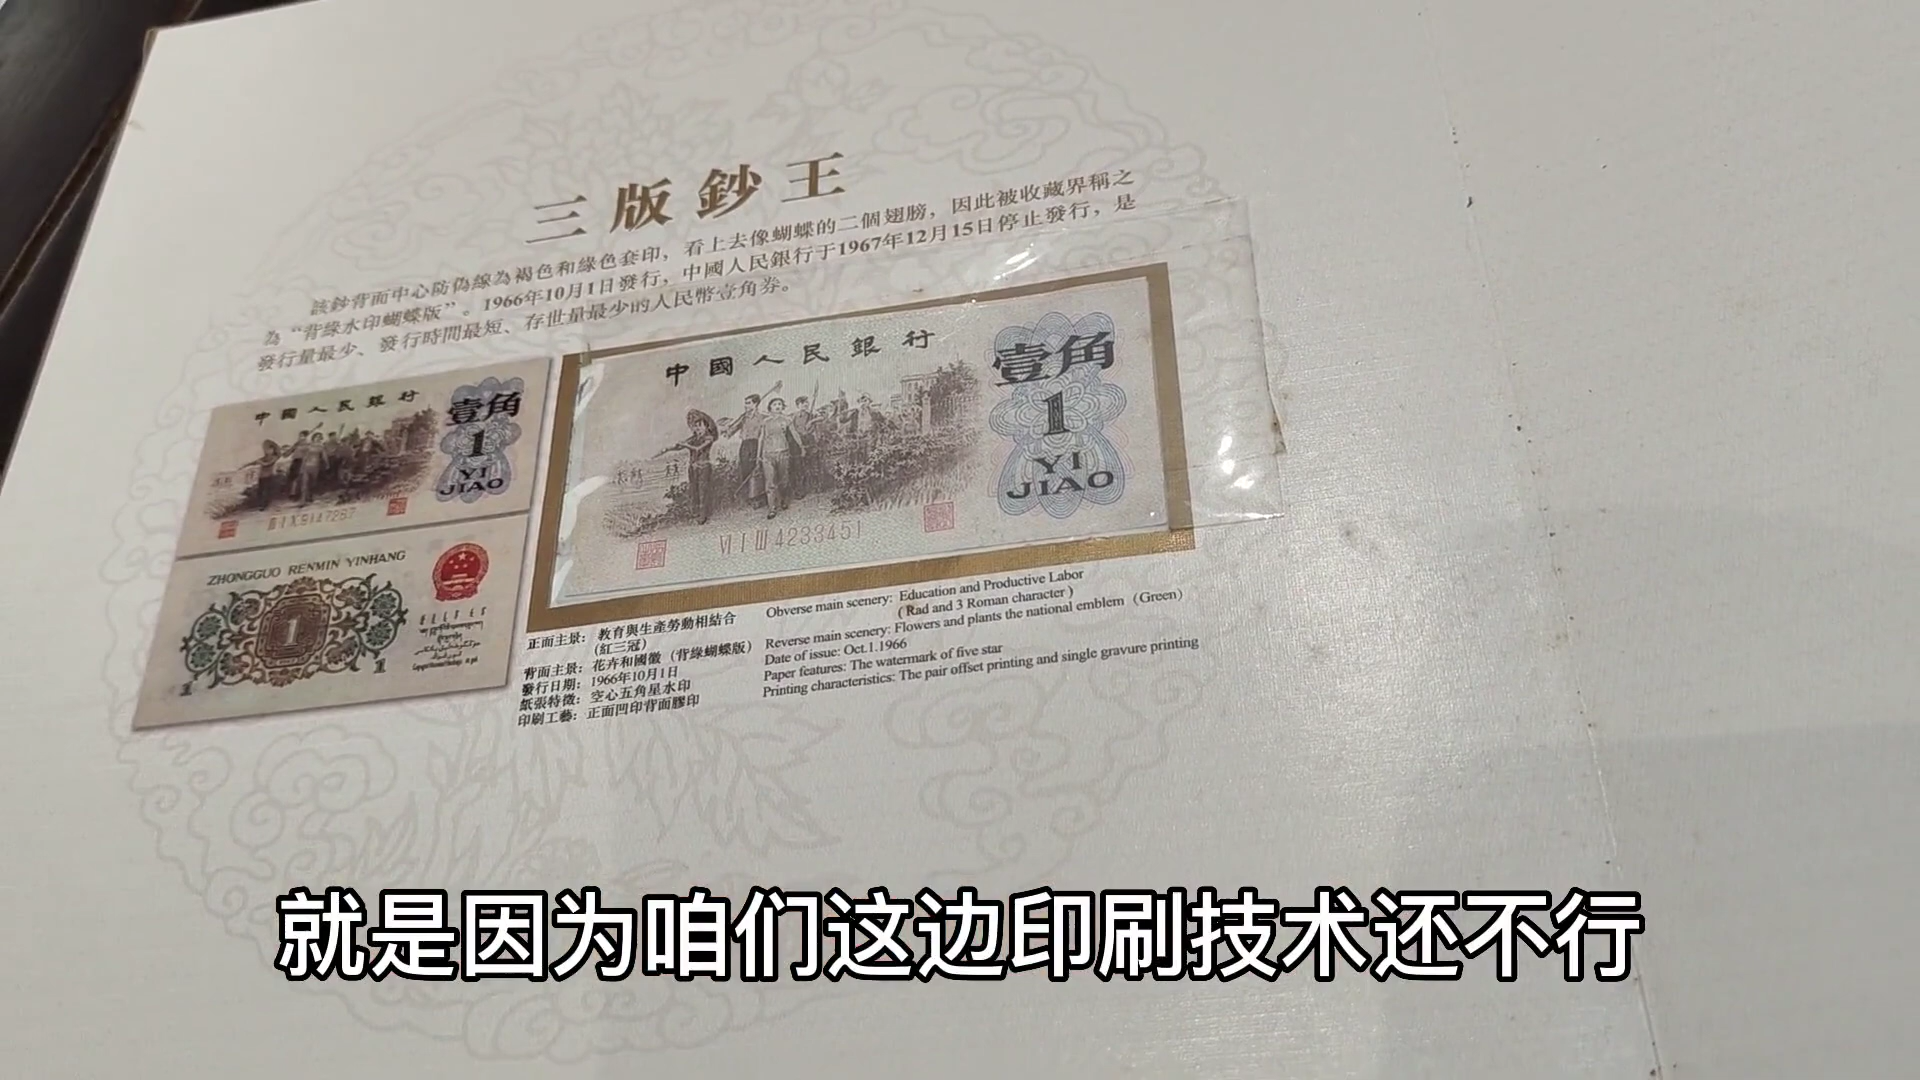 三版鈔王
該鈔背面中心防偽線為褐色和綠色套印，看上去像蝴蝶的二個翅膀，因此被收藏界稱之
為“背綠水印蝴蝶版”。1966年10月1日發行，中國人民銀行于1967年12月15日停止發行，是
發行量最少、發行時間最短、存世量最少的人民幣壹角券。
中國人民銀行
壹角
1
YI
JIAO
ⅢⅠⅩ9147267
ZHONGGUO RENMIN YINHANG
1
1
1
中國人民銀行
壹角
1
YI
JIAO
ⅥⅠⅢ4233451
正面主景：教育與生產勞動相結合
（紅三冠）
背面主景：花卉和國徽（背綠蝴蝶版）
發行日期：1966年10月1日
紙張特徵：空心五角星水印
印刷工藝：正面凹印背面膠印
Obverse main scenery: Education and Productive Labor
( Rad and 3 Roman character )
Reverse main scenery: Flowers and plants the national emblem (Green)
Date of issue: Oct.1.1966
Paper features: The watermark of five star
Printing characteristics: The pair offset printing and single gravure printing
就是因为咱们这边印刷技术还不行